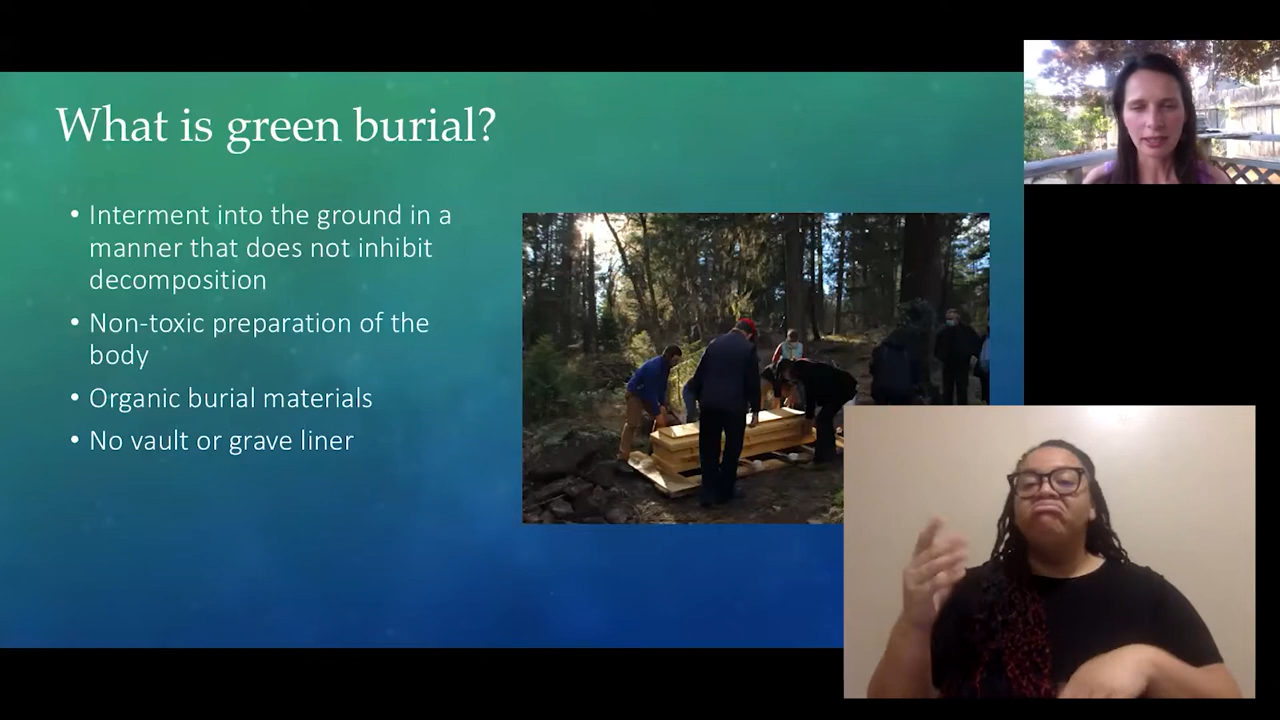 What is green burial?
• Interment into the ground in a
manner that does not inhibit
decomposition
• Non-toxic preparation of the
body
• Organic burial materials
• No vault or grave liner